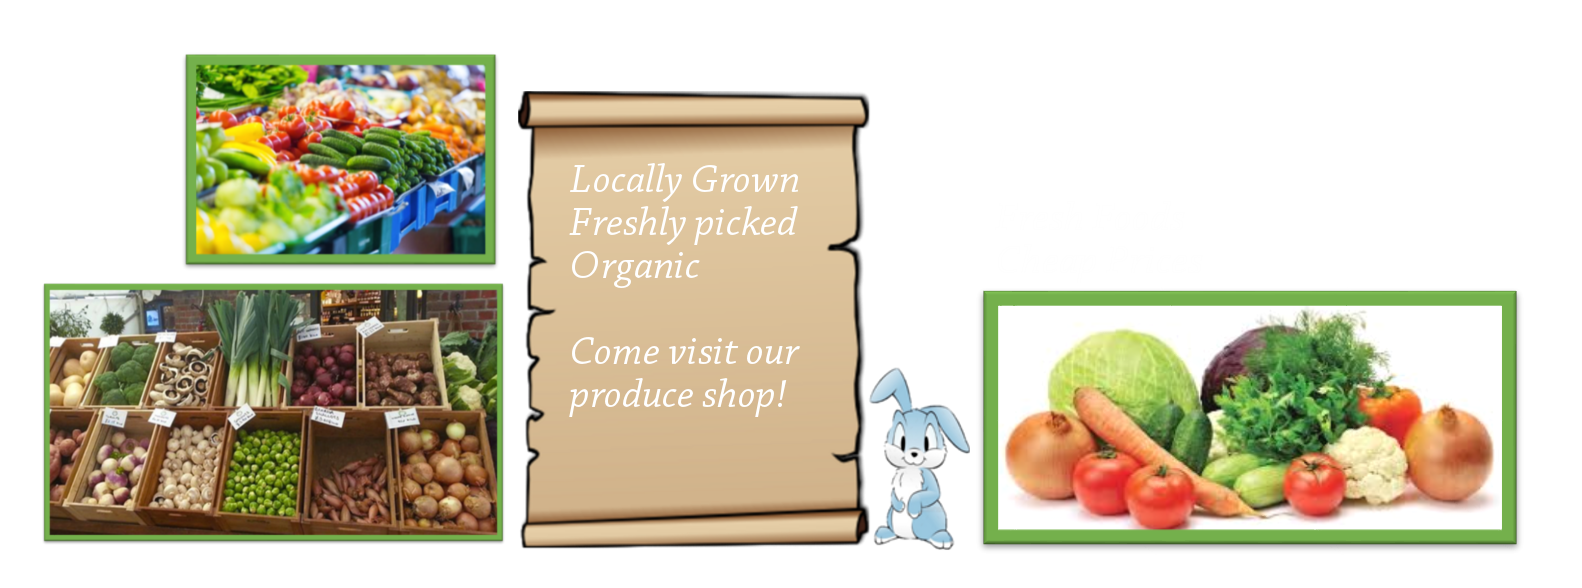 Locally Grown
Freshly picked
Organic
Come visit our
produce shop!